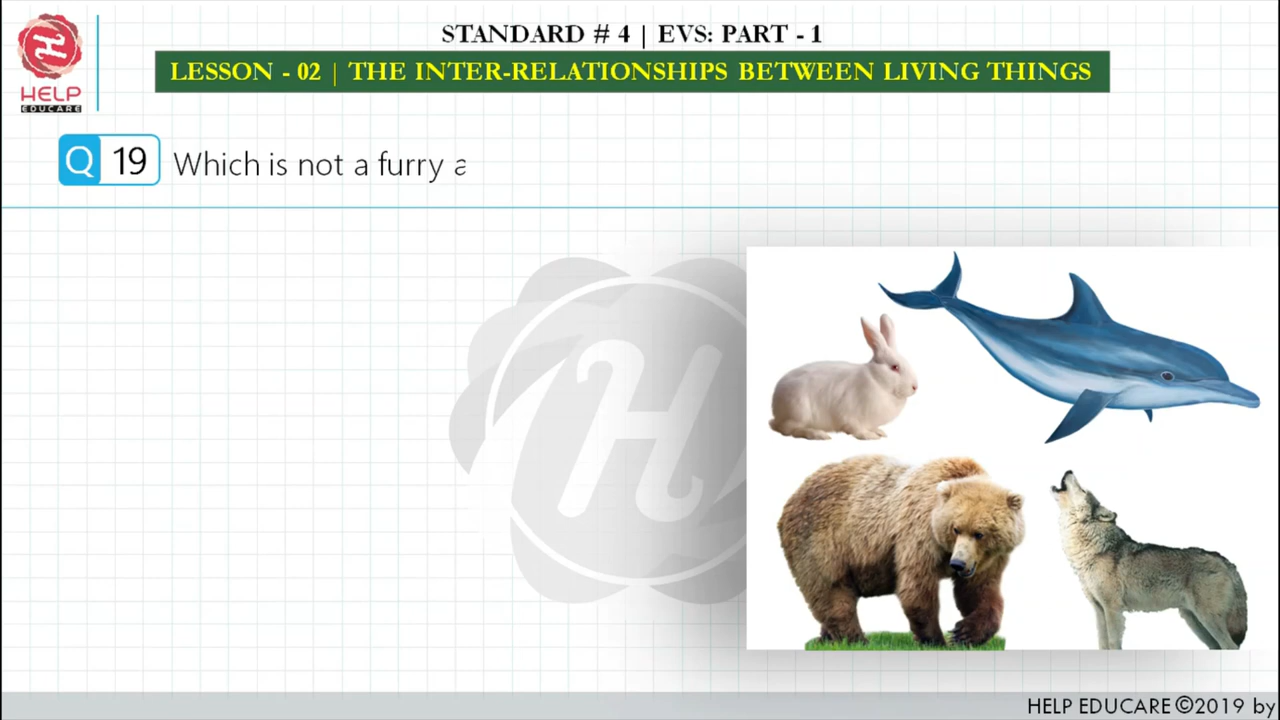 STANDARD # 4 | EVS: PART - 1
LESSON - 02 | THE INTER-RELATIONSHIPS BETWEEN LIVING THINGS
HELP
EDUCARE
Q 19 Which is not a furry a
HELP EDUCARE ©2019 by